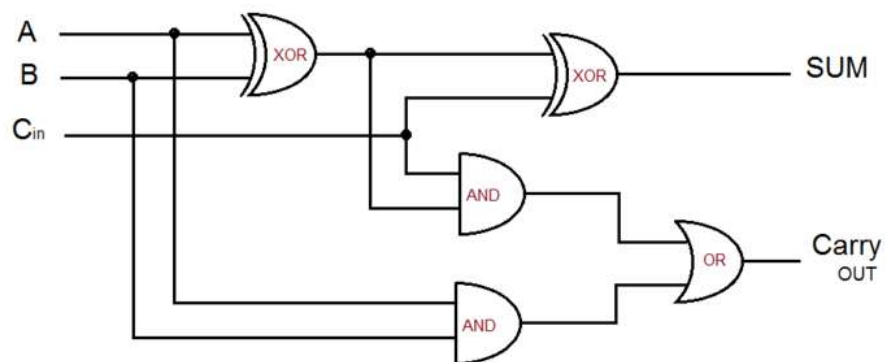 A
B
Cin
XOR
XOR
SUM
AND
OR
Carry
OUT
AND